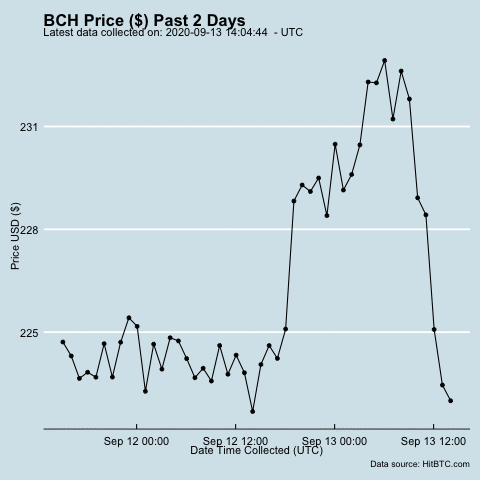 BCH Price ($) Past 2 Days
Latest data collected on: 2020-09-13 14:04:44 - UTC
231
228
225
Price USD ($)
Sep 12 00:00 Sep 12 12:00 Sep 13 00:00 Sep 13 12:00
Date Time Collected (UTC)
Data source: HitBTC.com